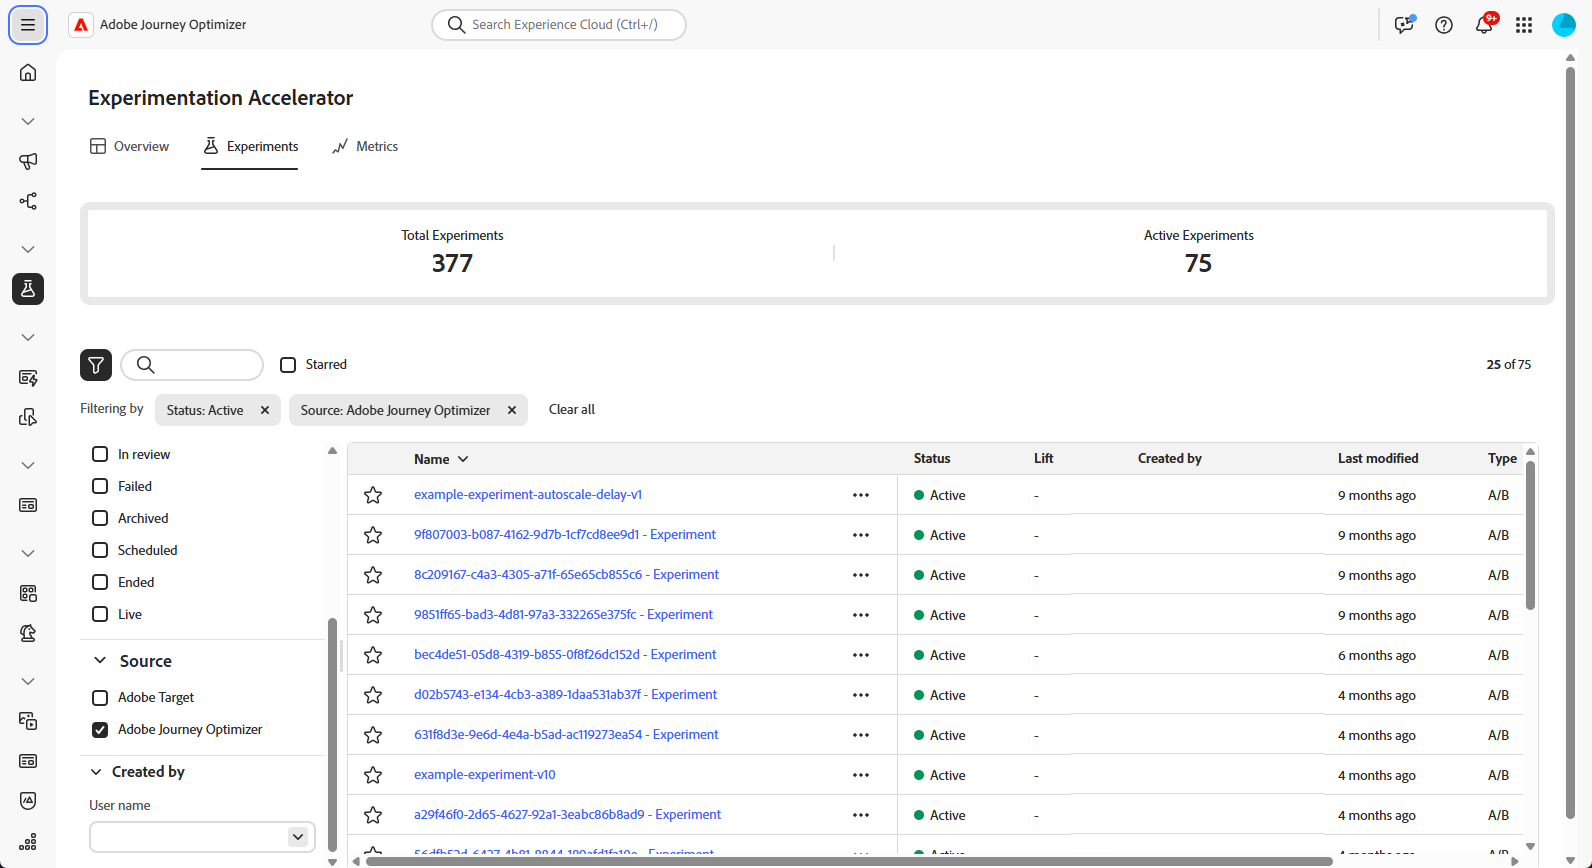 Adobe Journey Optimizer
Search Experience Cloud (Ctrl+/)
9+
Experimentation Accelerator
Overview
Experiments
Metrics
Total Experiments
377
Active Experiments
75
Starred
25 of 75
Filtering by
Status: Active
Source: Adobe Journey Optimizer
Clear all
In review
Failed
Archived
Scheduled
Ended
Live
Source
Adobe Target
Adobe Journey Optimizer
Created by
User name
Name Status Lift Created by Last modified Type
example-experiment-autoscale-delay-v1 Active - 9 months ago A/B
9f807003-b087-4162-9d7b-1cf7cd8ee9d1 - Experiment Active - 9 months ago A/B
8c209167-c4a3-4305-a71f-65e65cb855c6 - Experiment Active - 9 months ago A/B
9851ff65-bad3-4d81-97a3-332265e375fc - Experiment Active - 9 months ago A/B
bec4de51-05d8-4319-b855-0f8f26dc152d - Experiment Active - 6 months ago A/B
d02b5743-e134-4cb3-a389-1daa531ab37f - Experiment Active - 4 months ago A/B
631f8d3e-9e6d-4e4a-b5ad-ac119273ea54 - Experiment Active - 4 months ago A/B
example-experiment-v10 Active - 4 months ago A/B
a29f46f0-2d65-4627-92a1-3eabc86b8ad9 - Experiment Active - 4 months ago A/B
- Experiment Active - 4 months ago A/B